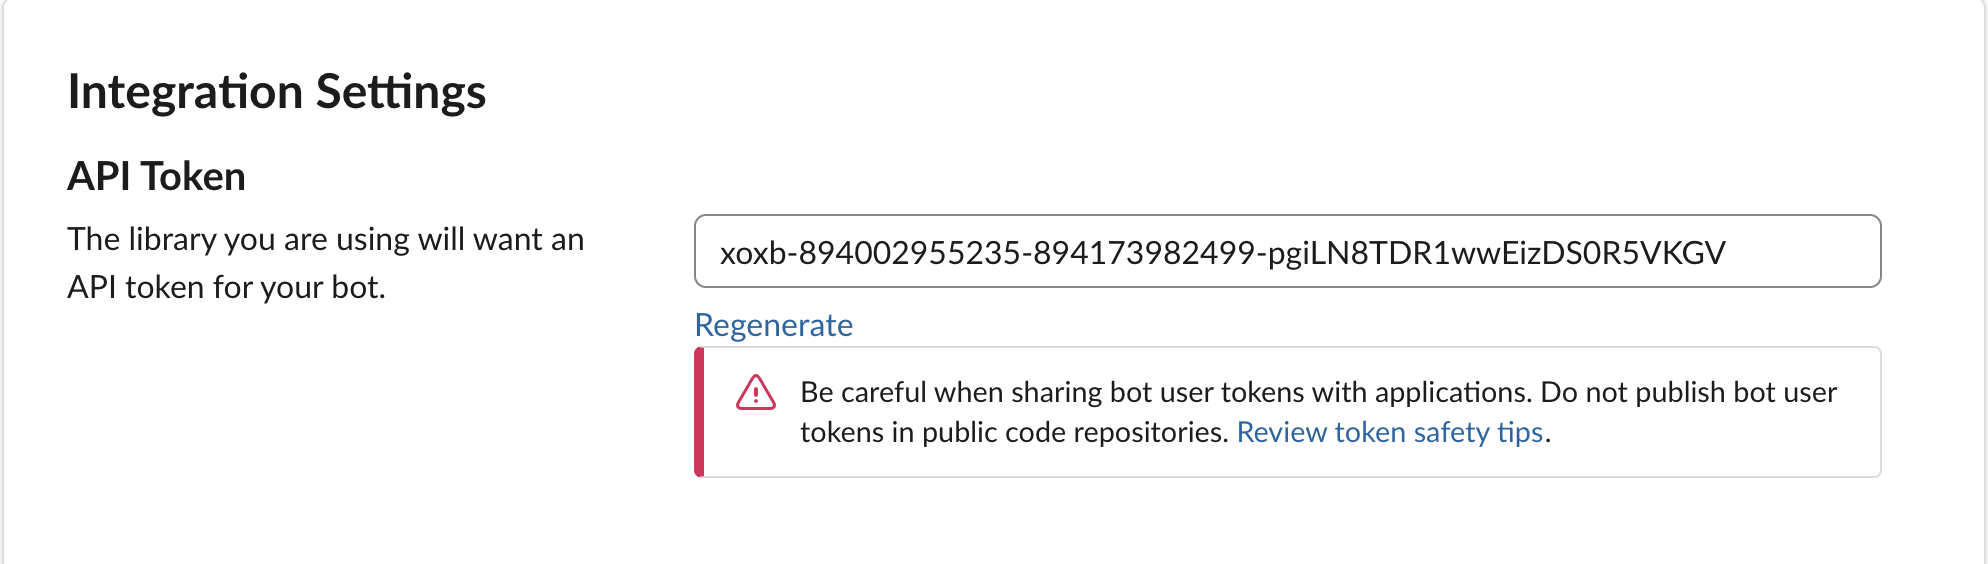 Integration Settings
API Token
The library you are using will want an
API token for your bot.
xoxb-894002955235-894173982499-pgiLN8TDR1wwEizDS0R5VKGV
Regenerate
Be careful when sharing bot user tokens with applications. Do not publish bot user
tokens in public code repositories. Review token safety tips.